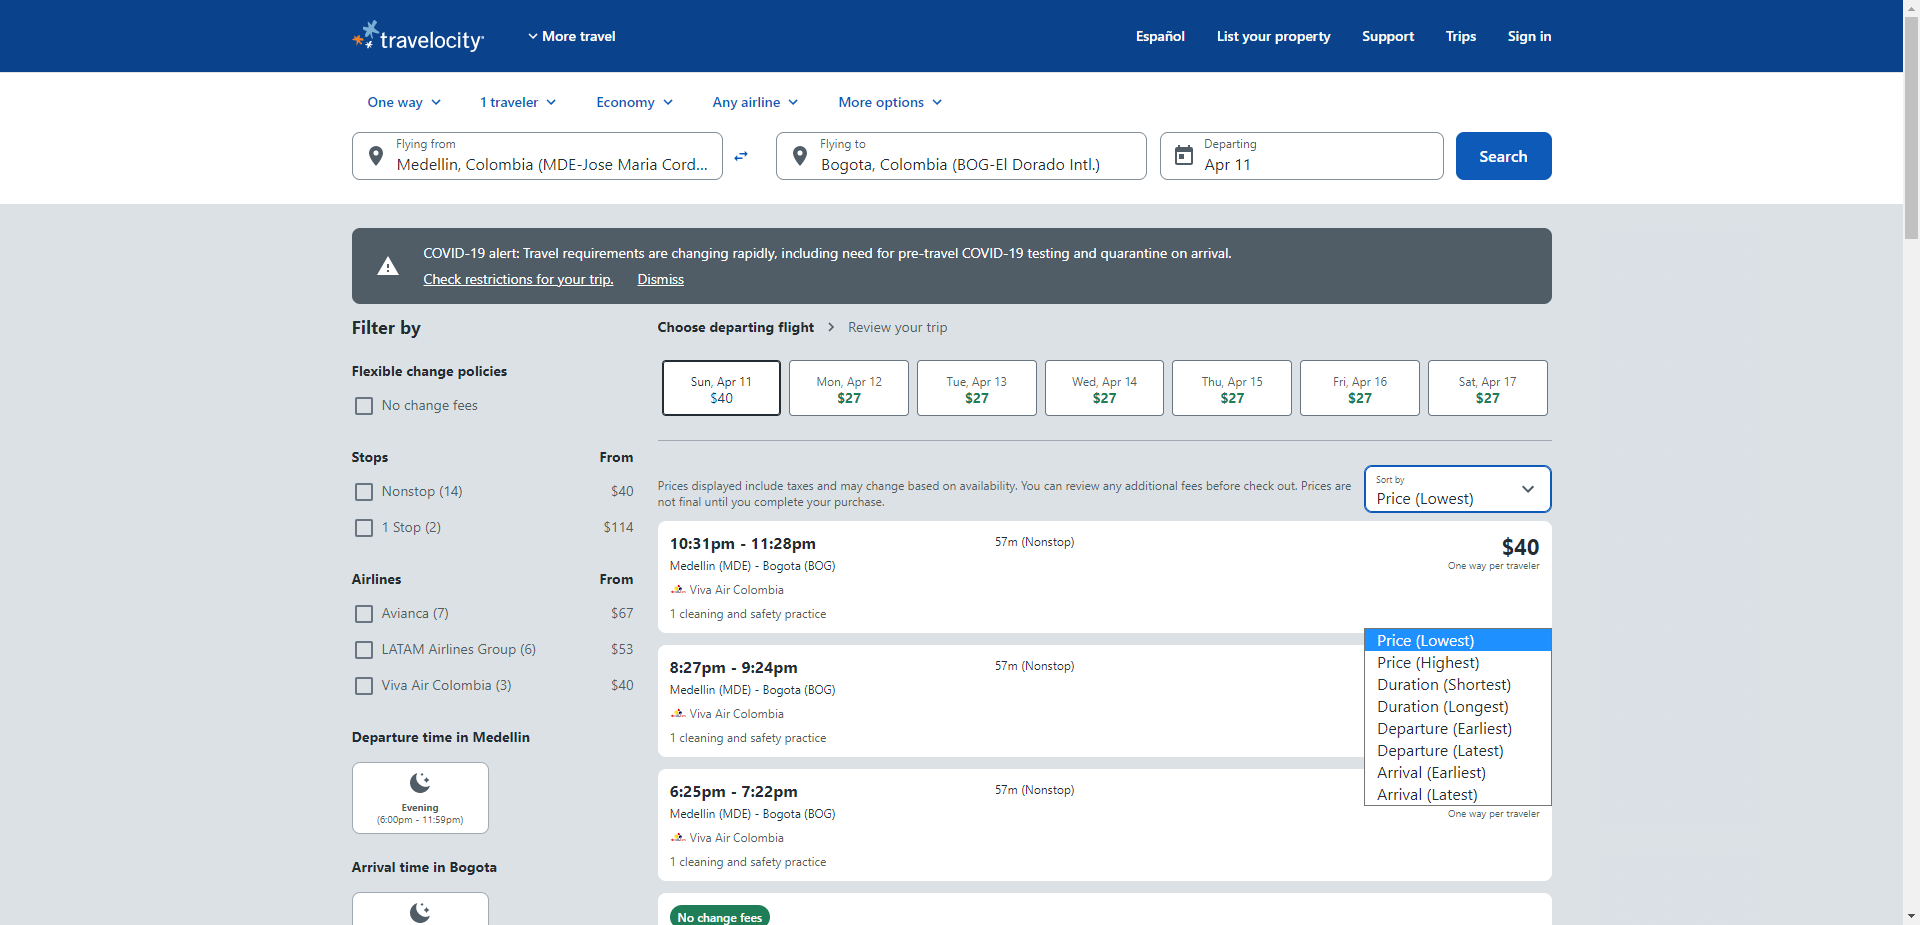 travelocity
More travel
Español
List your property
Support
Trips
Sign in
One way
1 traveler
Economy
Any airline
More options
Flying from
Medellin, Colombia (MDE-Jose Maria Cord...
Flying to
Bogota, Colombia (BOG-El Dorado Intl.)
Departing
Apr 11
Search
COVID-19 alert: Travel requirements are changing rapidly, including need for pre-travel COVID-19 testing and quarantine on arrival.
Check restrictions for your trip.
Dismiss
Filter by
Flexible change policies
No change fees
Stops From
Nonstop (14) $40
1 Stop (2) $114
Airlines From
Avianca (7) $67
LATAM Airlines Group (6) $53
Viva Air Colombia (3) $40
Departure time in Medellin
Evening
(6:00pm - 11:59pm)
Arrival time in Bogota
Choose departing flight
Review your trip
Sun, Apr 11
$40
Mon, Apr 12
$27
Tue, Apr 13
$27
Wed, Apr 14
$27
Thu, Apr 15
$27
Fri, Apr 16
$27
Sat, Apr 17
$27
Prices displayed include taxes and may change based on availability. You can review any additional fees before check out. Prices are
not final until you complete your purchase.
Sort by
Price (Lowest)
10:31pm - 11:28pm
57m (Nonstop)
$40
Medellin (MDE) - Bogota (BOG)
One way per traveler
Viva Air Colombia
1 cleaning and safety practice
Price (Lowest)
Price (Highest)
Duration (Shortest)
Duration (Longest)
Departure (Earliest)
Departure (Latest)
Arrival (Earliest)
Arrival (Latest)
8:27pm - 9:24pm
57m (Nonstop)
Medellin (MDE) - Bogota (BOG)
Viva Air Colombia
1 cleaning and safety practice
6:25pm - 7:22pm
57m (Nonstop)
Medellin (MDE) - Bogota (BOG)
One way per traveler
Viva Air Colombia
1 cleaning and safety practice
No change fees